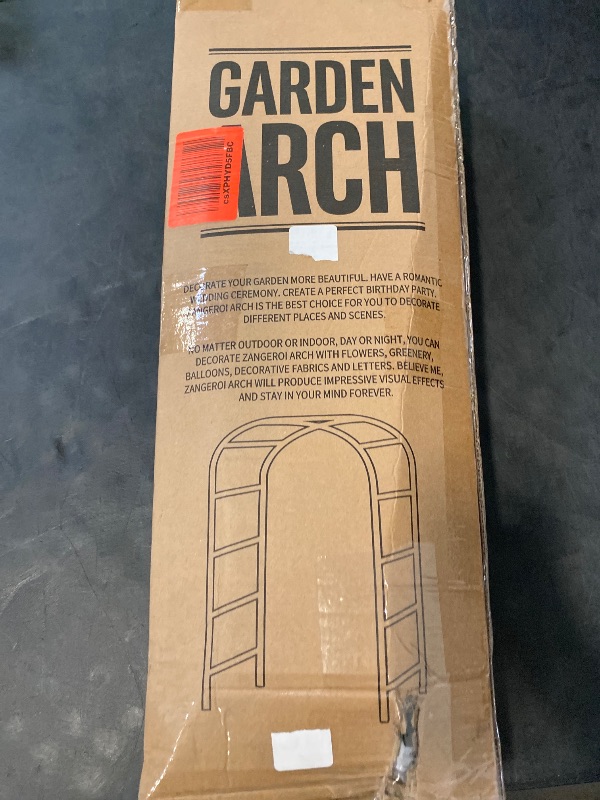 GARDEN
ARCH
csXPHYD5FBC
DECORATE YOUR GARDEN MORE BEAUTIFUL. HAVE A ROMANTIC
WEDDING CEREMONY. CREATE A PERFECT BIRTHDAY PARTY.
ZANGEROI ARCH IS THE BEST CHOICE FOR YOU TO DECORATE
DIFFERENT PLACES AND SCENES.
NO MATTER OUTDOOR OR INDOOR, DAY OR NIGHT, YOU CAN
DECORATE ZANGEROI ARCH WITH FLOWERS, GREENERY,
BALLOONS, DECORATIVE FABRICS AND LETTERS. BELIEVE ME,
ZANGEROI ARCH WILL PRODUCE IMPRESSIVE VISUAL EFFECTS
AND STAY IN YOUR MIND FOREVER.